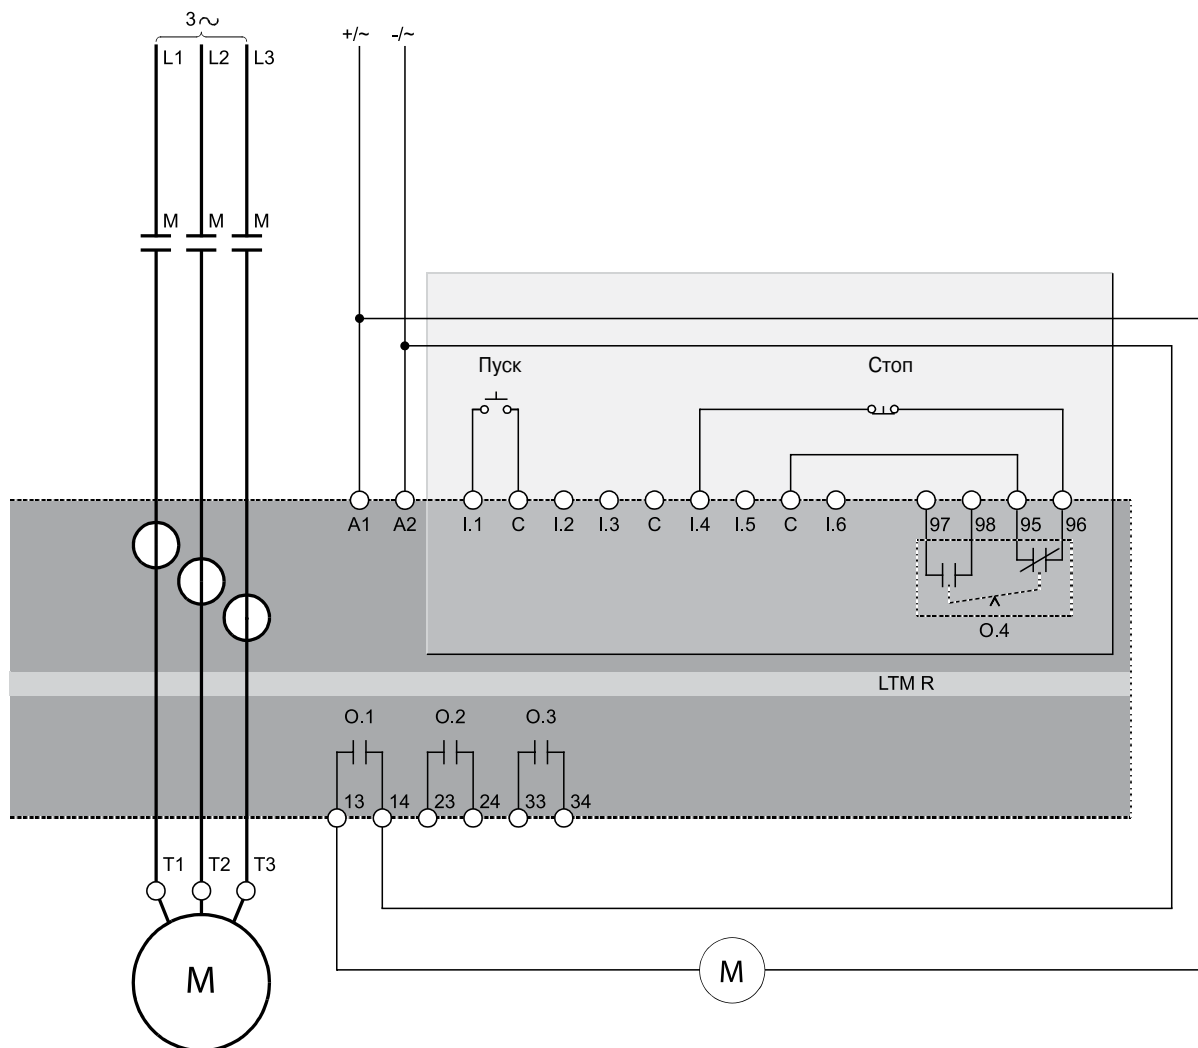 3~
+/~ -/~
L1 L2 L3
M M M
Пуск Стоп
A1 A2 I.1 C I.2 I.3 C I.4 I.5 C I.6 97 98 95 96
O.4
LTM R
O.1 O.2 O.3
13 14 23 24 33 34
T1 T2 T3
M M